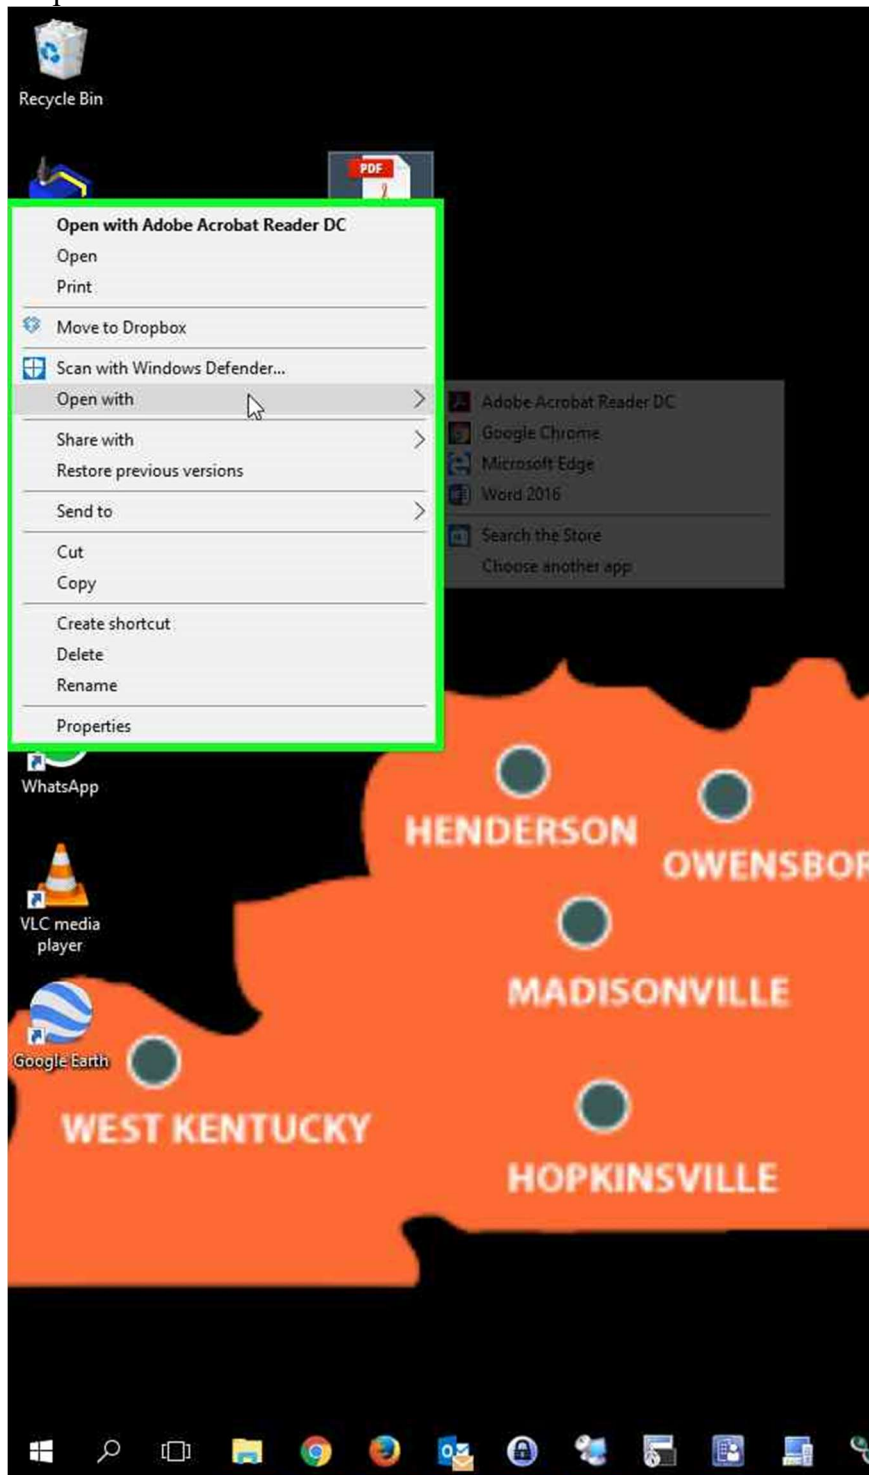 Recycle Bin
PDF
Open with Adobe Acrobat Reader DC
Open
Print
Move to Dropbox
Scan with Windows Defender...
Open with
Share with
Restore previous versions
Send to
Cut
Copy
Create shortcut
Delete
Rename
Properties
Adobe Acrobat Reader DC
Google Chrome
Microsoft Edge
Word 2016
Search the Store
Choose another app
WhatsApp
VLC media
player
Google Earth
HENDERSON
OWENSBOR
MADISONVILLE
WEST KENTUCKY
HOPKINSVILLE